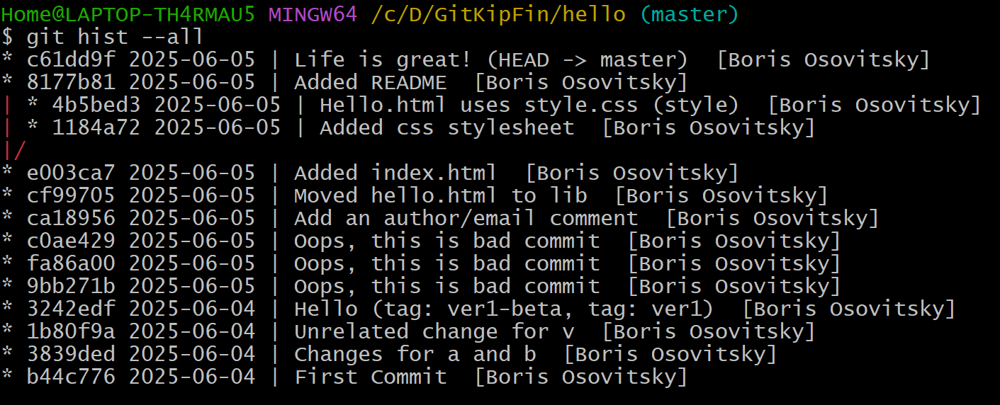 Home@LAPTOP-TH4RMAU5 MINGW64 /c/D/GitKipFin/hello (master)
$ git hist --all
* c61dd9f 2025-06-05 | Life is great! (HEAD -> master)  [Boris Osovitsky]
* 8177b81 2025-06-05 | Added README  [Boris Osovitsky]
| * 4b5bed3 2025-06-05 | Hello.html uses style.css (style)  [Boris Osovitsky]
| * 1184a72 2025-06-05 | Added css stylesheet  [Boris Osovitsky]
|/
* e003ca7 2025-06-05 | Added index.html  [Boris Osovitsky]
* cf99705 2025-06-05 | Moved hello.html to lib  [Boris Osovitsky]
* ca18956 2025-06-05 | Add an author/email comment  [Boris Osovitsky]
* c0ae429 2025-06-05 | Oops, this is bad commit  [Boris Osovitsky]
* fa86a00 2025-06-05 | Oops, this is bad commit  [Boris Osovitsky]
* 9bb271b 2025-06-05 | Oops, this is bad commit  [Boris Osovitsky]
* 3242edf 2025-06-04 | Hello (tag: ver1-beta, tag: ver1)  [Boris Osovitsky]
* 1b80f9a 2025-06-04 | Unrelated change for v  [Boris Osovitsky]
* 3839ded 2025-06-04 | Changes for a and b  [Boris Osovitsky]
* b44c776 2025-06-04 | First Commit  [Boris Osovitsky]